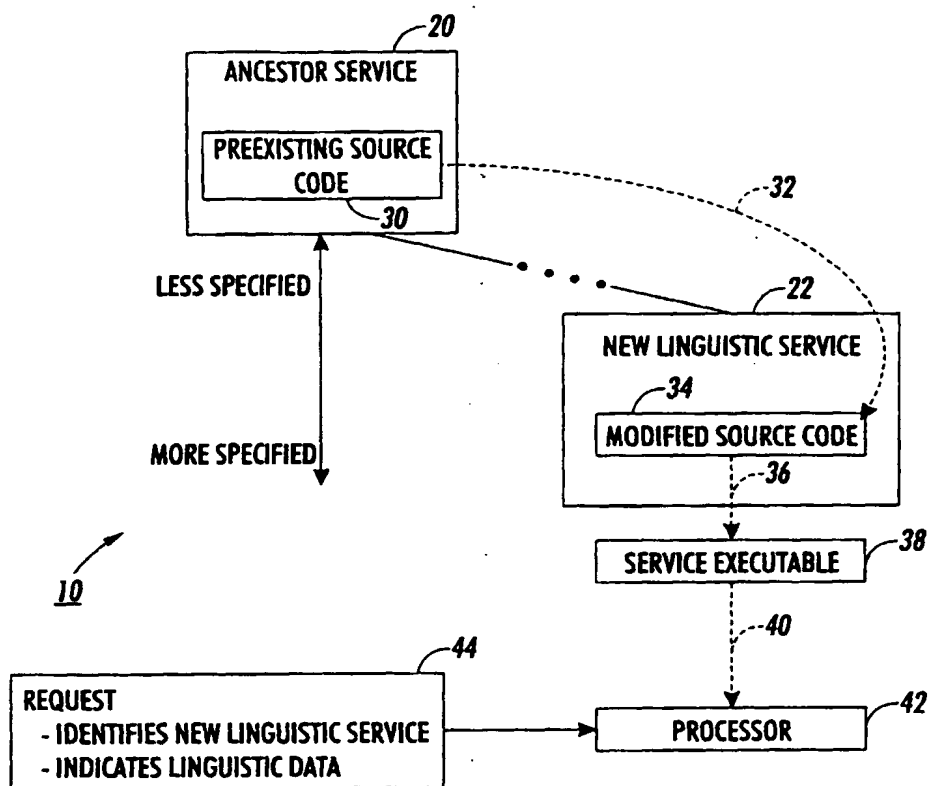 20
ANCESTOR SERVICE
PREEXISTING SOURCE
CODE
30
32
LESS SPECIFIED
22
NEW LINGUISTIC SERVICE
34
MODIFIED SOURCE CODE
MORE SPECIFIED
36
SERVICE EXECUTABLE
38
10
40
44
REQUEST
- IDENTIFIES NEW LINGUISTIC SERVICE
- INDICATES LINGUISTIC DATA
PROCESSOR
42